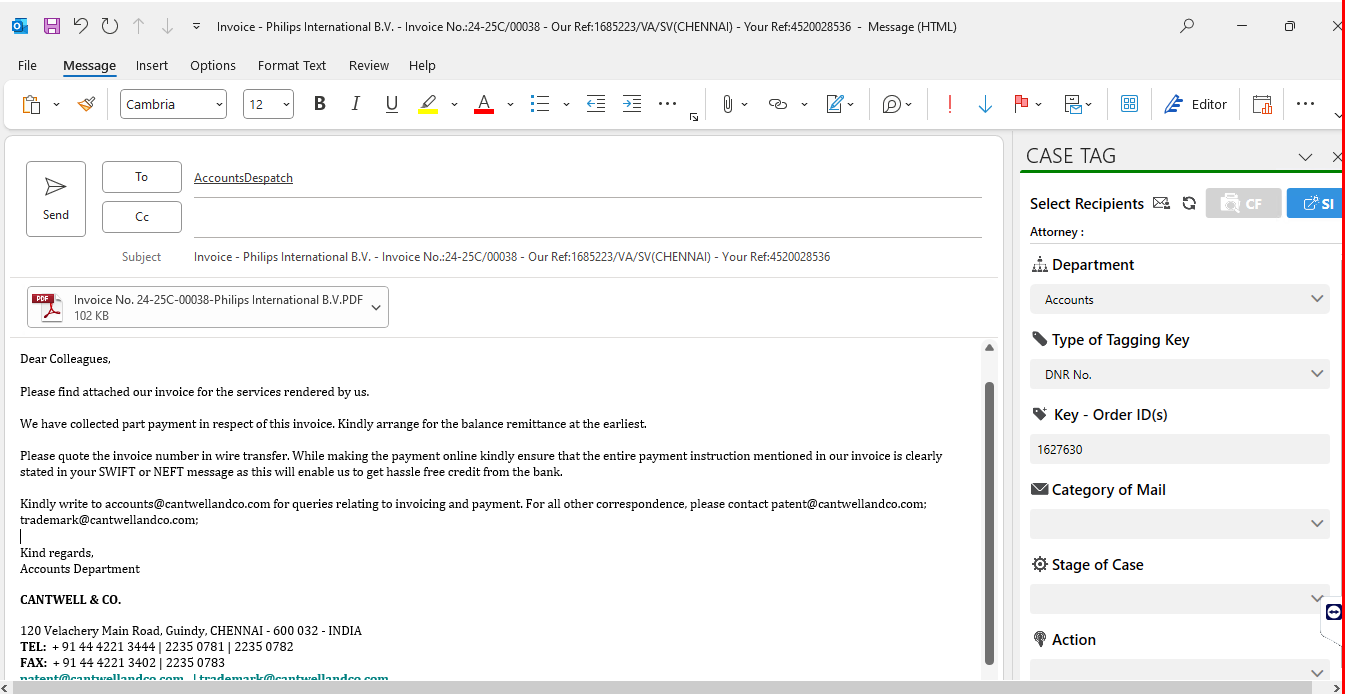 Invoice - Philips International B.V. - Invoice No.:24-25C/00038 - Our Ref:1685223/VA/SV(CHENNAI) - Your Ref:4520028536 - Message (HTML)
File Message Insert Options Format Text Review Help
Cambria 12 B I U A Editor
Send
To AccountsDespatch
Cc
Subject Invoice - Philips International B.V. - Invoice No.:24-25C/00038 - Our Ref:1685223/VA/SV(CHENNAI) - Your Ref:4520028536
PDF
Invoice No. 24-25C-00038-Philips International B.V.PDF
102 KB
Dear Colleagues,
Please find attached our invoice for the services rendered by us.
We have collected part payment in respect of this invoice. Kindly arrange for the balance remittance at the earliest.
Please quote the invoice number in wire transfer. While making the payment online kindly ensure that the entire payment instruction mentioned in our invoice is clearly
stated in your SWIFT or NEFT message as this will enable us to get hassle free credit from the bank.
Kindly write to accounts@cantwellandco.com for queries relating to invoicing and payment. For all other correspondence, please contact patent@cantwellandco.com;
trademark@cantwellandco.com;
Kind regards,
Accounts Department
CANTWELL & CO.
120 Velachery Main Road, Guindy, CHENNAI - 600 032 - INDIA
TEL: + 91 44 4221 3444 | 2235 0781 | 2235 0782
FAX: + 91 44 4221 3402 | 2235 0783
patent@cantwellandco.com | trademark@cantwellandco.com
CASE TAG
Select Recipients CF SI
Attorney :
Department
Accounts
Type of Tagging Key
DNR No.
Key - Order ID(s)
1627630
Category of Mail
Stage of Case
Action